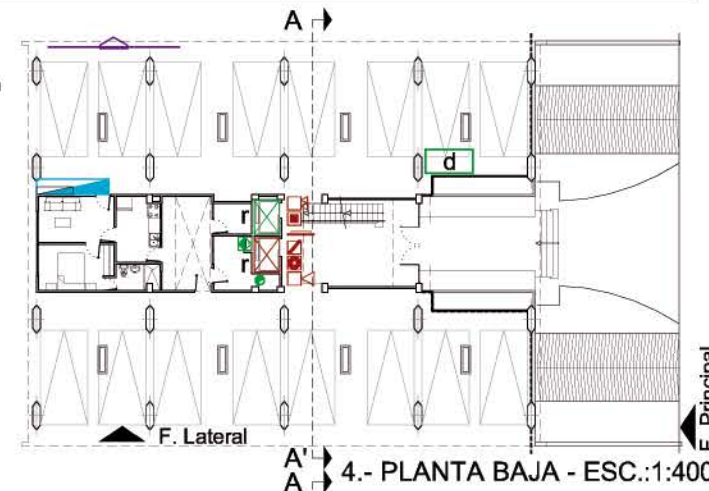 A
d
r
r
F. Lateral
F. Principal
A'
A
4.- PLANTA BAJA - ESC.:1:400